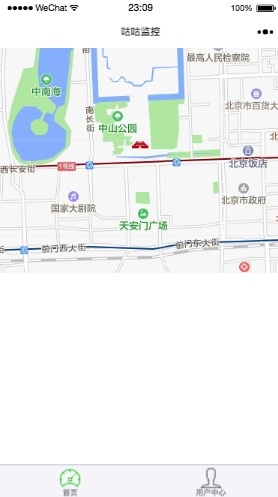 WeChat
23:09
100%
咕咕监控
最高人民检察院
中南海
南长街
北京市百货大
中山公园
西长安街
1号线
北京饭店
国家大剧院
北京市政府
天安门广场
前门西大街
前门东大街
街
首页
用户中心